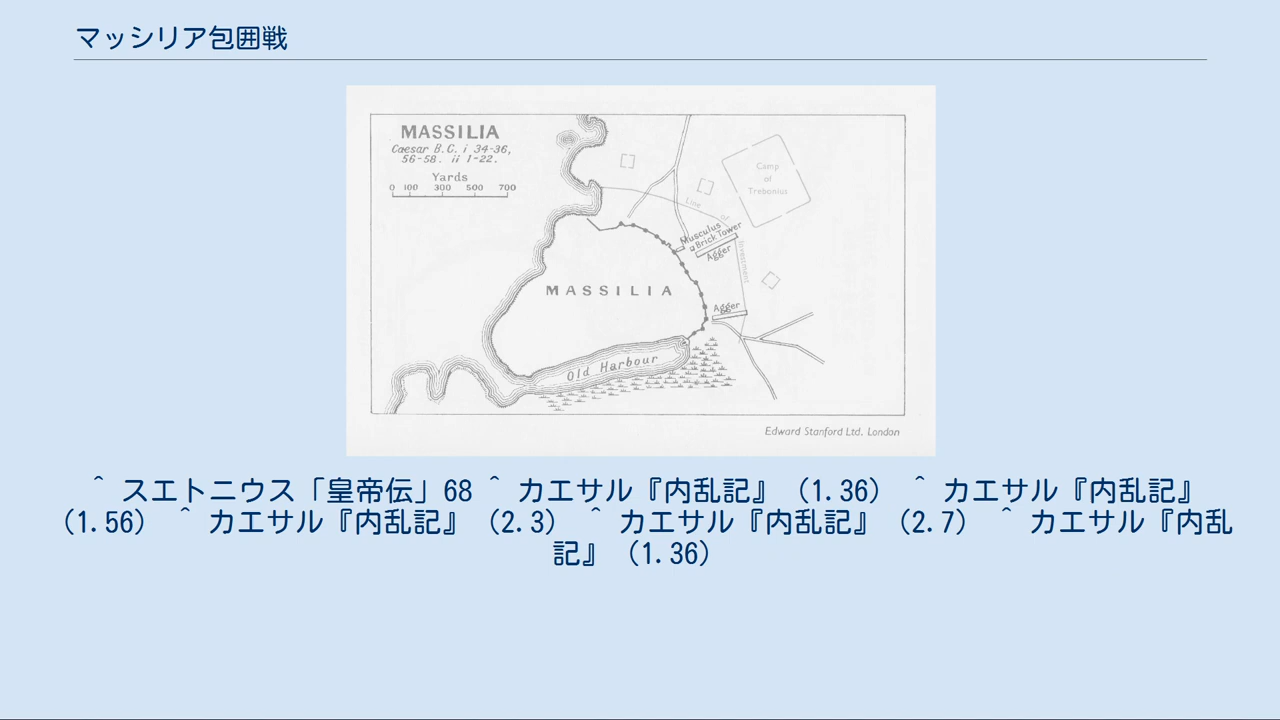 マッシリア包囲戦
MASSILIA
Caesar B.C. i 34-36,
56-58. ii 1-22.
Yards
0 100 300 500 700
Camp
of
Trebonius
Line of Investment
Musculus
Brick Tower
Agger
MASSILIA
Agger
Old Harbour
Edward Stanford Ltd. London
^ スエトニウス「皇帝伝」68 ^ カエサル『内乱記』（1.36） ^ カエサル『内乱記』
（1.56） ^ カエサル『内乱記』（2.3） ^ カエサル『内乱記』（2.7） ^ カエサル『内乱
記』（1.36）